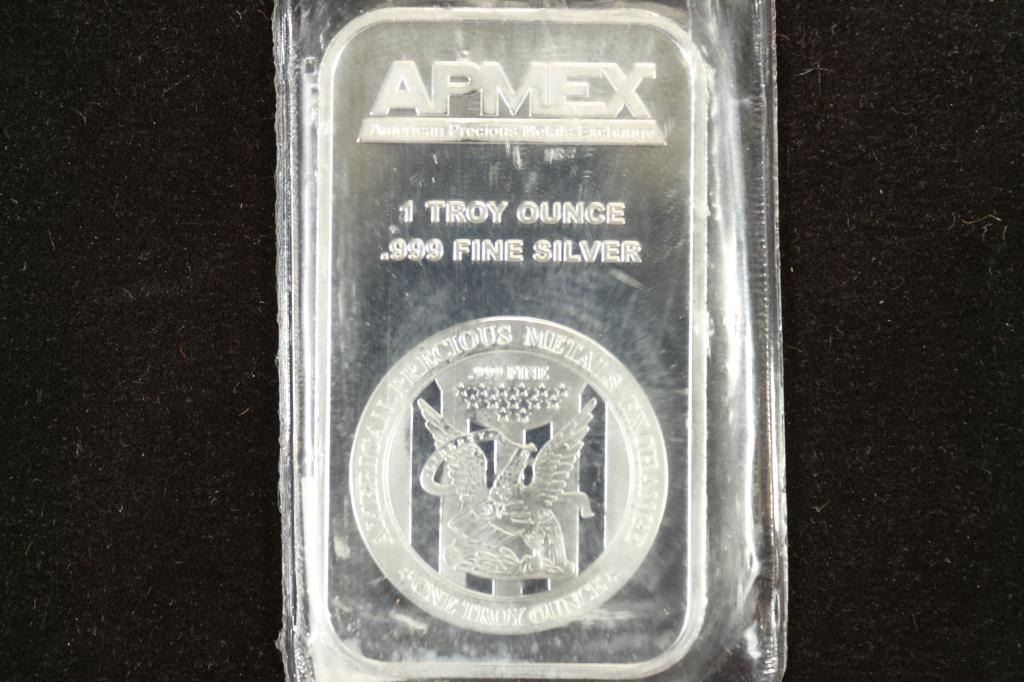 APMEX
American Precious Metals Exchange
1 TROY OUNCE
.999 FINE SILVER
AMERICAN PRECIOUS METALS EXCHANGE
.999 FINE
ONE TROY OUNCE